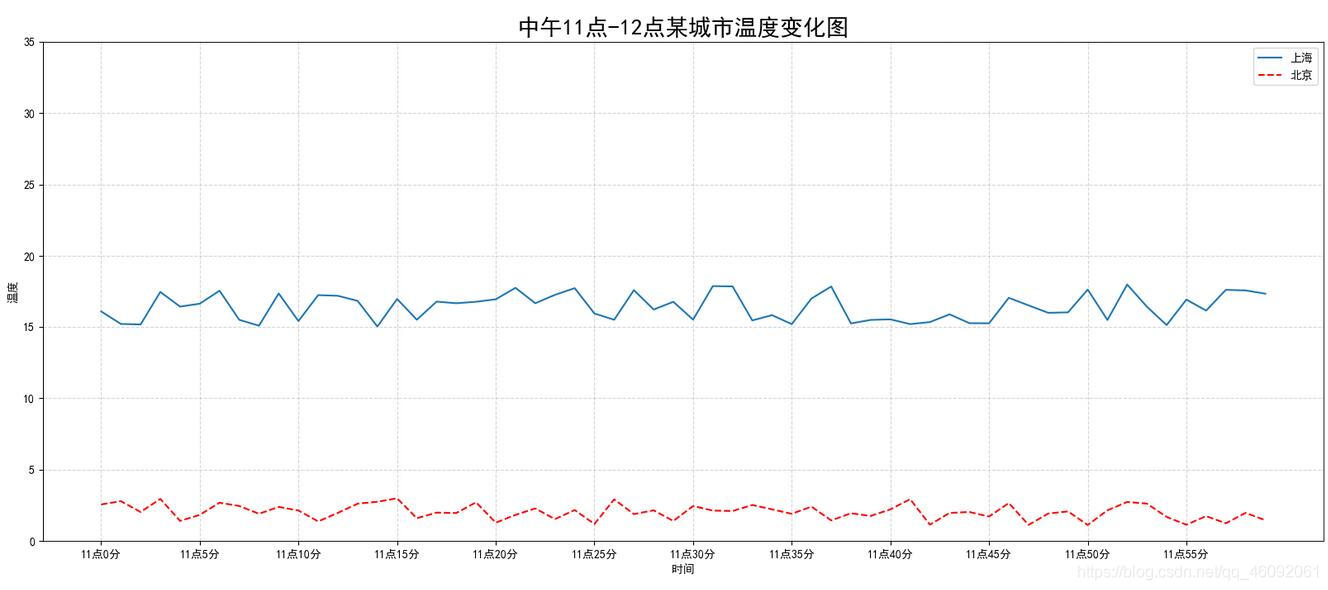 中午11点-12点某城市温度变化图
上海
北京
温度
35
30
25
20
15
10
5
0
11点0分 11点5分 11点10分 11点15分 11点20分 11点25分 11点30分 11点35分 11点40分 11点45分 11点50分 11点55分
时间
https://blog.csdn.net/qq_46092061